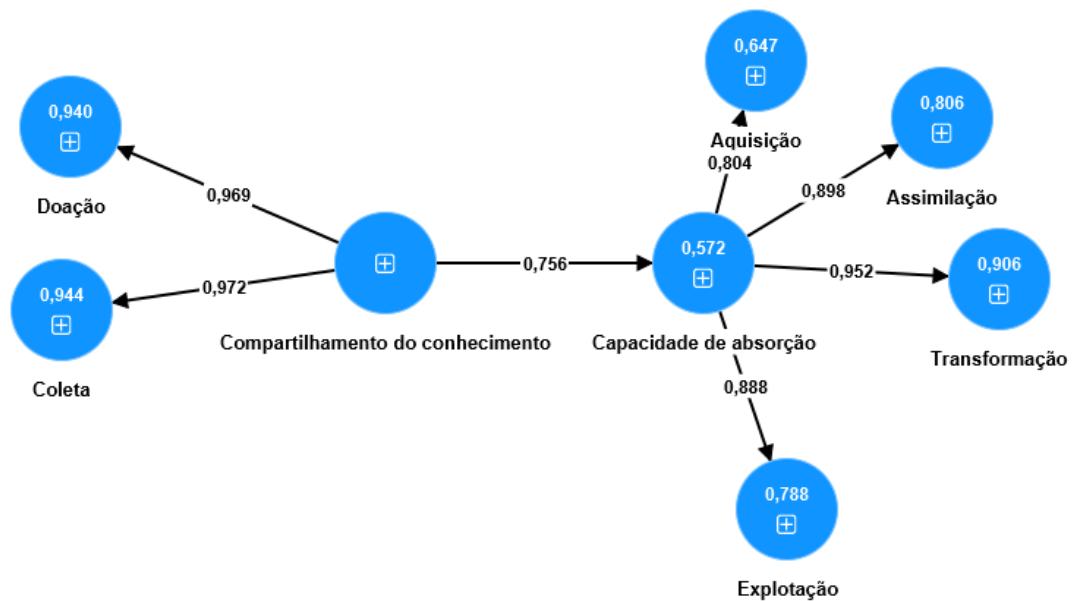 0,647
Aquisição
0,804
0,940
Doação
0,969
0,806
Assimilação
0,898
0,944
Coleta
0,972
Compartilhamento do conhecimento
0,756
0,572
Capacidade de absorção
0,952
0,906
Transformação
0,888
0,788
Explotação